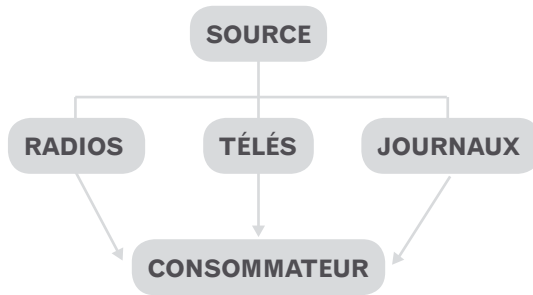 SOURCE
RADIOS
TÉLÉS
JOURNAUX
CONSOMMATEUR